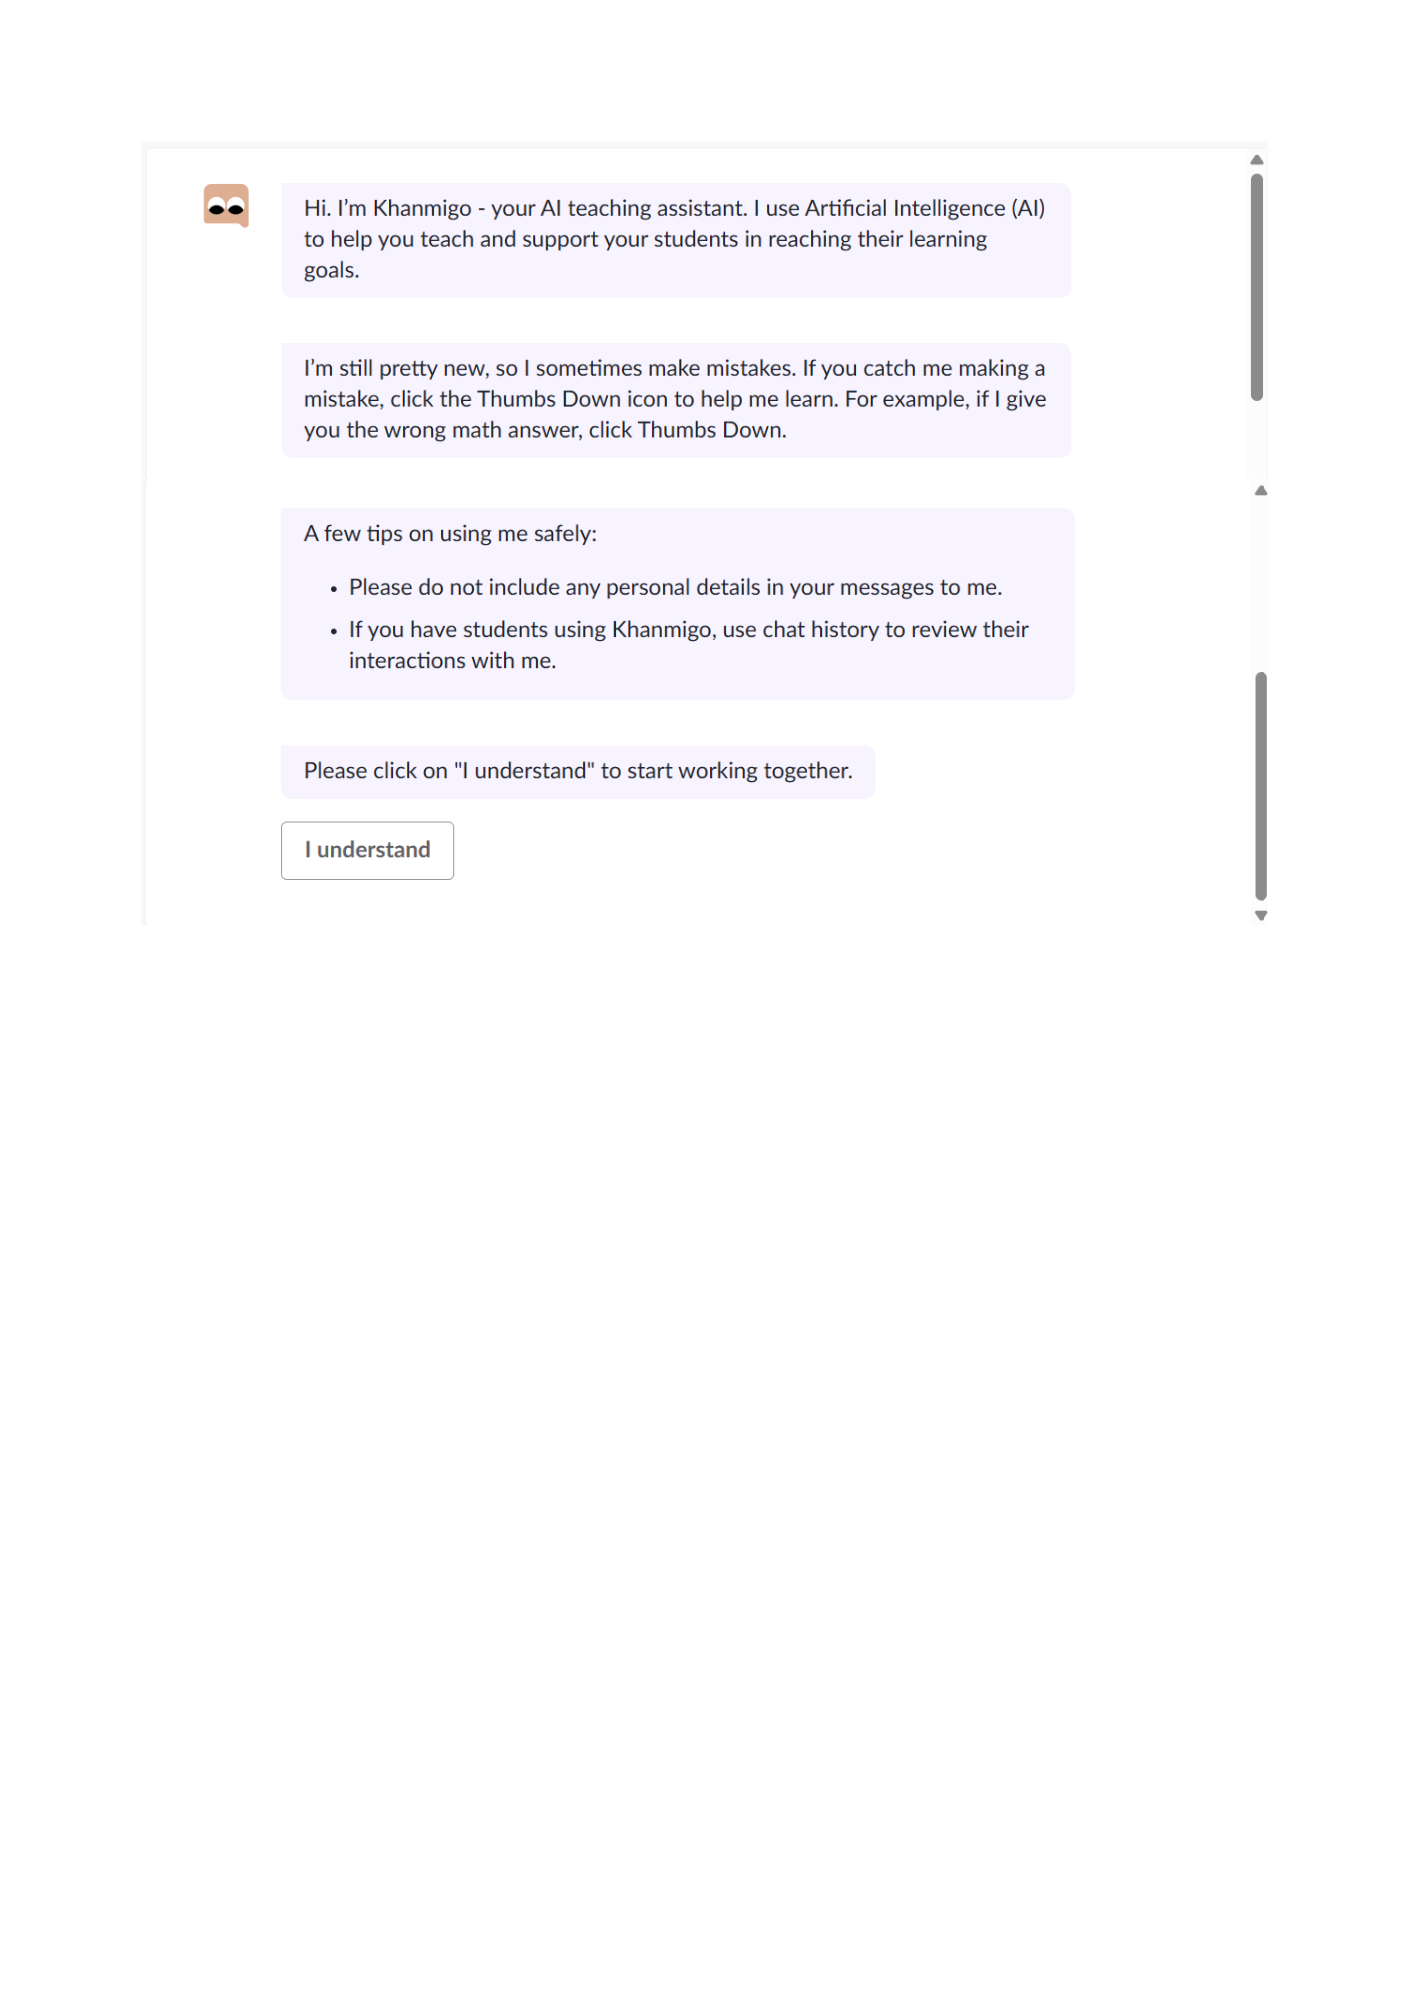 Hi. I’m Khanmigo - your AI teaching assistant. I use Artificial Intelligence (AI)
to help you teach and support your students in reaching their learning
goals.
I’m still pretty new, so I sometimes make mistakes. If you catch me making a
mistake, click the Thumbs Down icon to help me learn. For example, if I give
you the wrong math answer, click Thumbs Down.
A few tips on using me safely:
• Please do not include any personal details in your messages to me.
• If you have students using Khanmigo, use chat history to review their
interactions with me.
Please click on "I understand" to start working together.
I understand